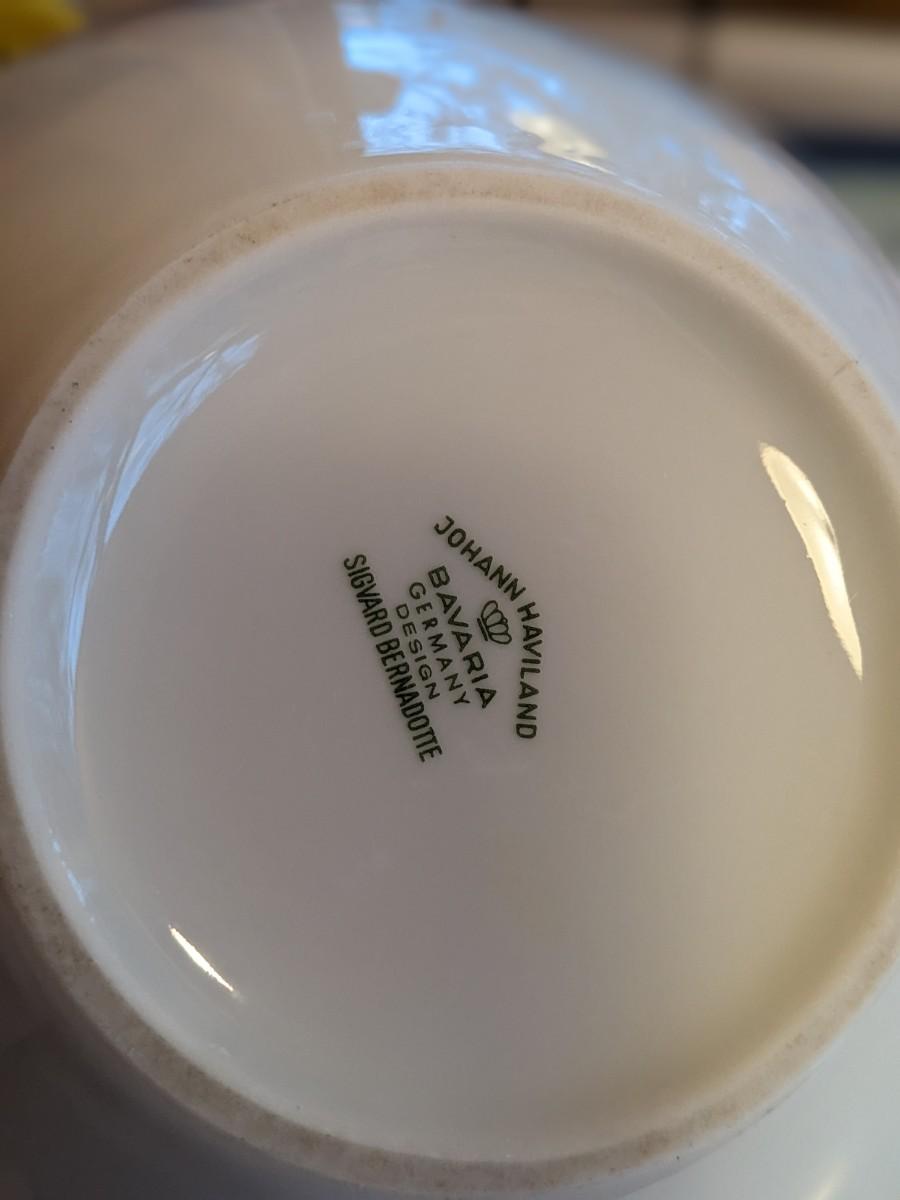 JOHANN HAVILAND
BAVARIA
GERMANY
DESIGN
SIGVARD BERNADOTTE